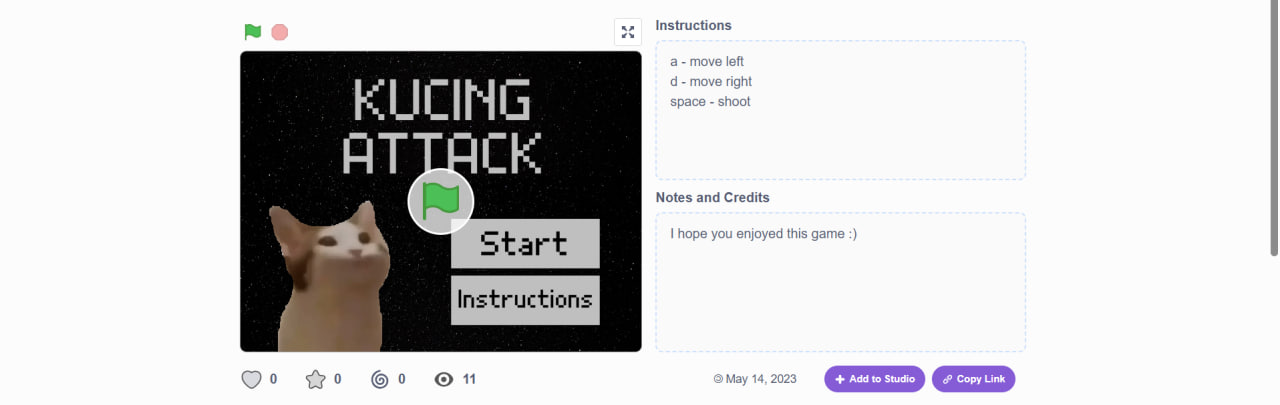 Instructions
a - move left
d - move right
space - shoot
KUCING
ATTACK
Start
Instructions
Notes and Credits
I hope you enjoyed this game :)
0
0
0
11
© May 14, 2023
Add to Studio
Copy Link